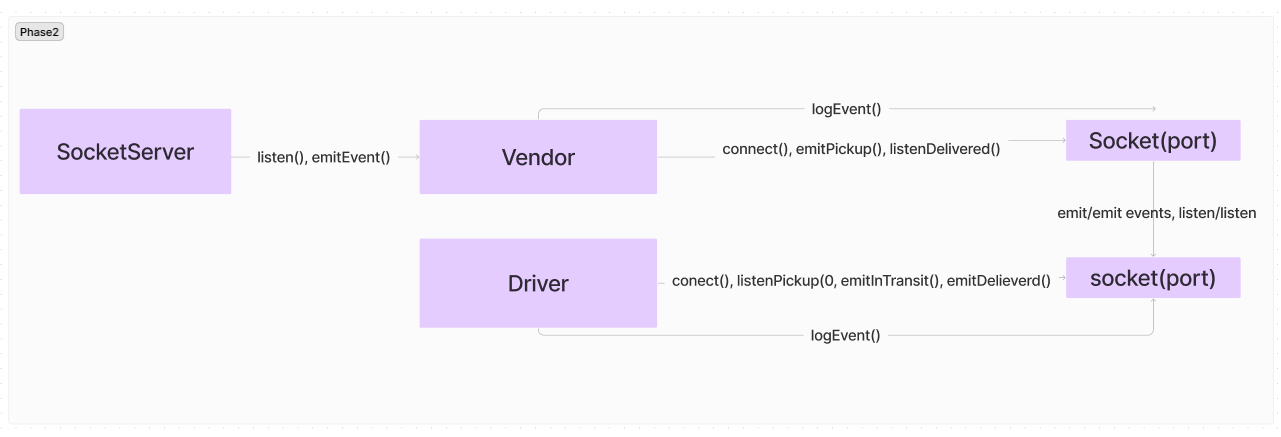 Phase2
logEvent()
SocketServer
listen(), emitEvent()
Vendor
connect(), emitPickup(), listenDelivered()
Socket(port)
emit/emit events, listen/listen
Driver
conect(), listenPickup(0, emitInTransit(), emitDelieverd()
socket(port)
logEvent()